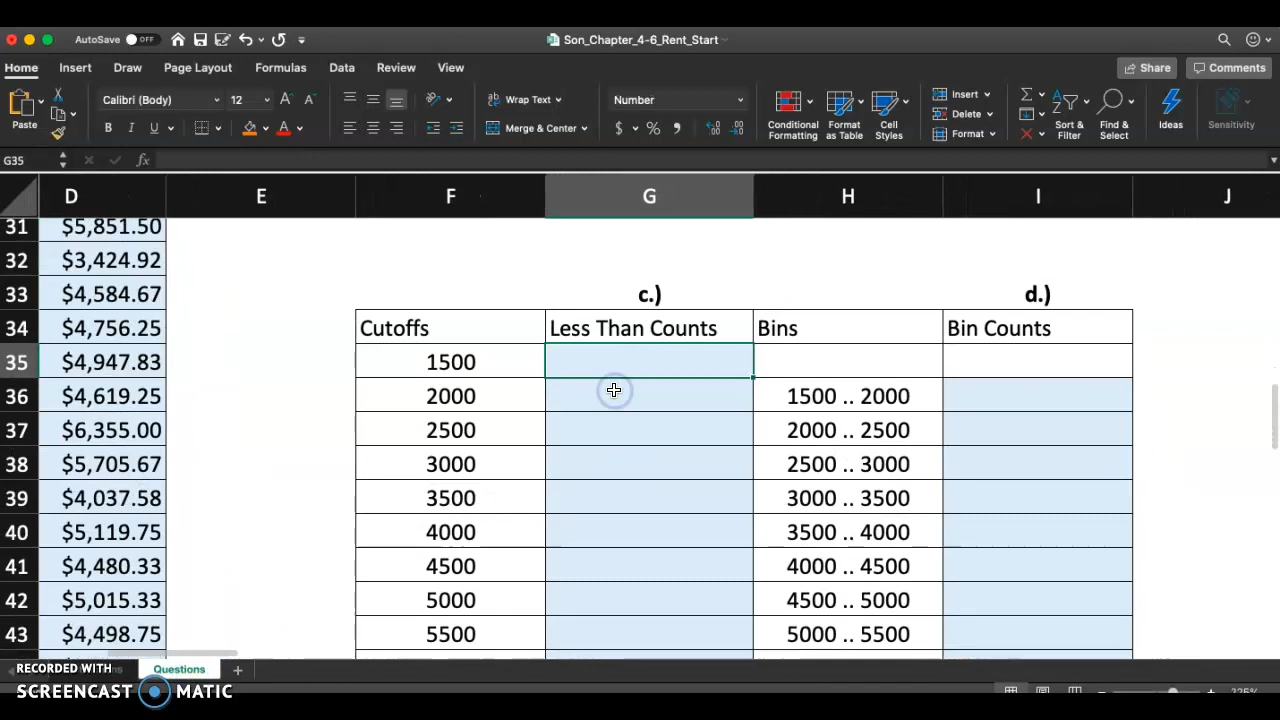 AutoSave OFF
Son_Chapter_4-6_Rent_Start
Home Insert Draw Page Layout Formulas Data Review View Share Comments
Paste
Calibri (Body) 12
Wrap Text
Merge & Center
Number
Conditional Formatting
Format as Table
Cell Styles
Insert
Delete
Format
Sort & Filter
Find & Select
Ideas
Sensitivity
G35 fx
D E F G H I J
31 $5,851.50
32 $3,424.92
33 $4,584.67 c.) d.)
34 $4,756.25 Cutoffs Less Than Counts Bins Bin Counts
35 $4,947.83 1500
36 $4,619.25 2000 1500 .. 2000
37 $6,355.00 2500 2000 .. 2500
38 $5,705.67 3000 2500 .. 3000
39 $4,037.58 3500 3000 .. 3500
40 $5,119.75 4000 3500 .. 4000
41 $4,480.33 4500 4000 .. 4500
42 $5,015.33 5000 4500 .. 5000
43 $4,498.75 5500 5000 .. 5500
Questions
RECORDED WITH
SCREENCAST MATIC